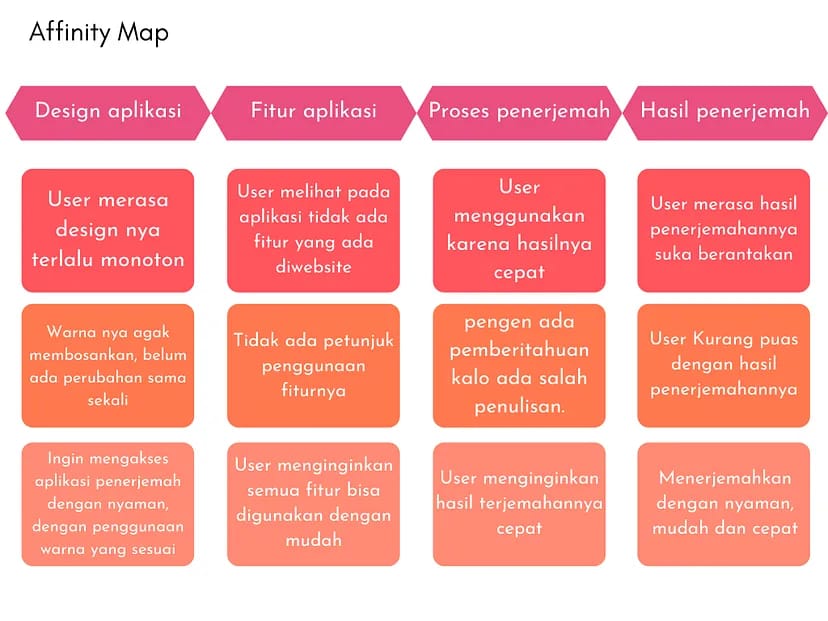 Affinity Map
Design aplikasi
Fitur aplikasi
Proses penerjemah
Hasil penerjemah
User merasa
design nya
terlalu monoton
User melihat pada
aplikasi tidak ada
fitur yang ada
diwebsite
User
menggunakan
karena hasilnya
cepat
User merasa hasil
penerjemahannya
suka berantakan
Warna nya agak
membosankan, belum
ada perubahan sama
sekali
Tidak ada petunjuk
penggunaan
fiturnya
pengen ada
pemberitahuan
kalo ada salah
penulisan.
User Kurang puas
dengan hasil
penerjemahannya
Ingin mengakses
aplikasi penerjemah
dengan nyaman,
dengan penggunaan
warna yang sesuai
User menginginkan
semua fitur bisa
digunakan dengan
mudah
User menginginkan
hasil terjemahannya
cepat
Menerjemahkan
dengan nyaman,
mudah dan cepat